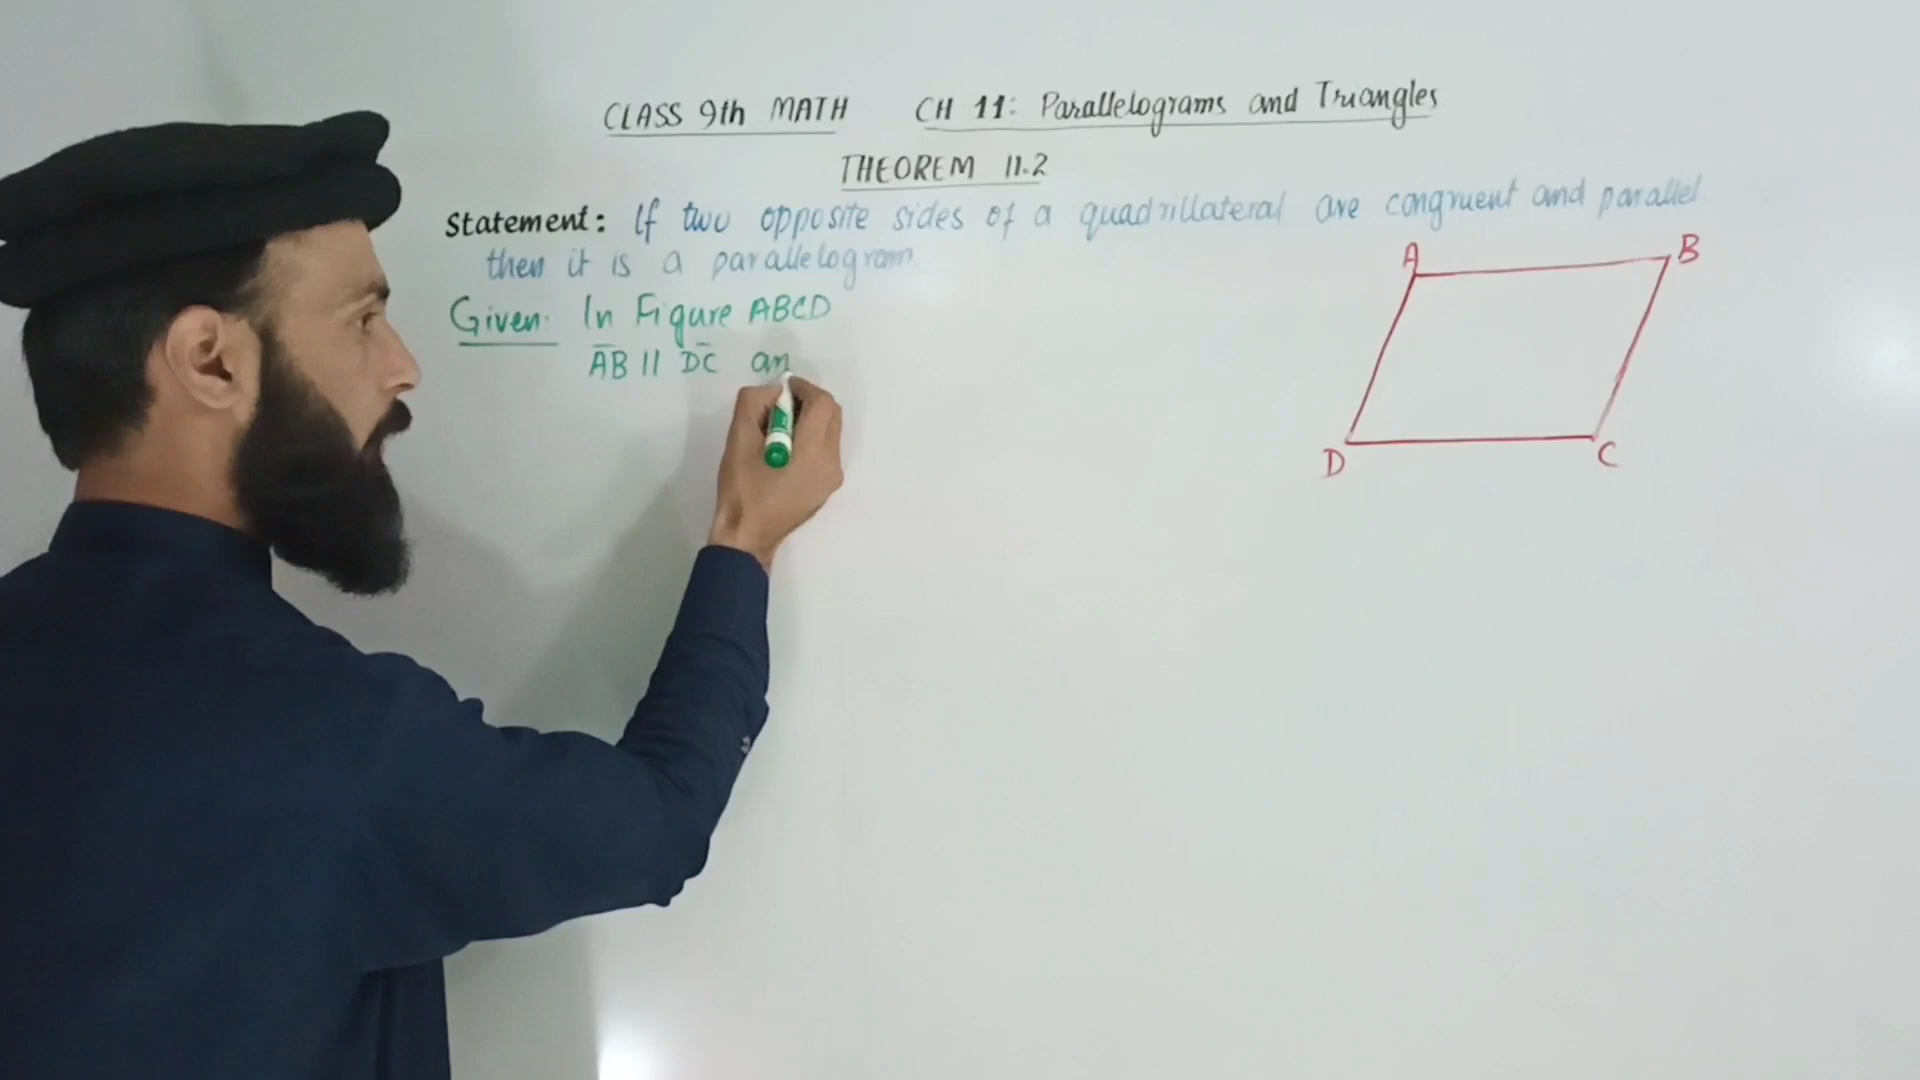 CLASS 9th MATH CH 11: Parallelograms and Triangles
THEOREM 11.2
Statement: If two opposite sides of a quadrillateral are congruent and parallel
then it is a parallelogram.
Given: In Figure ABCD
AB || DC an
A
B
D
C